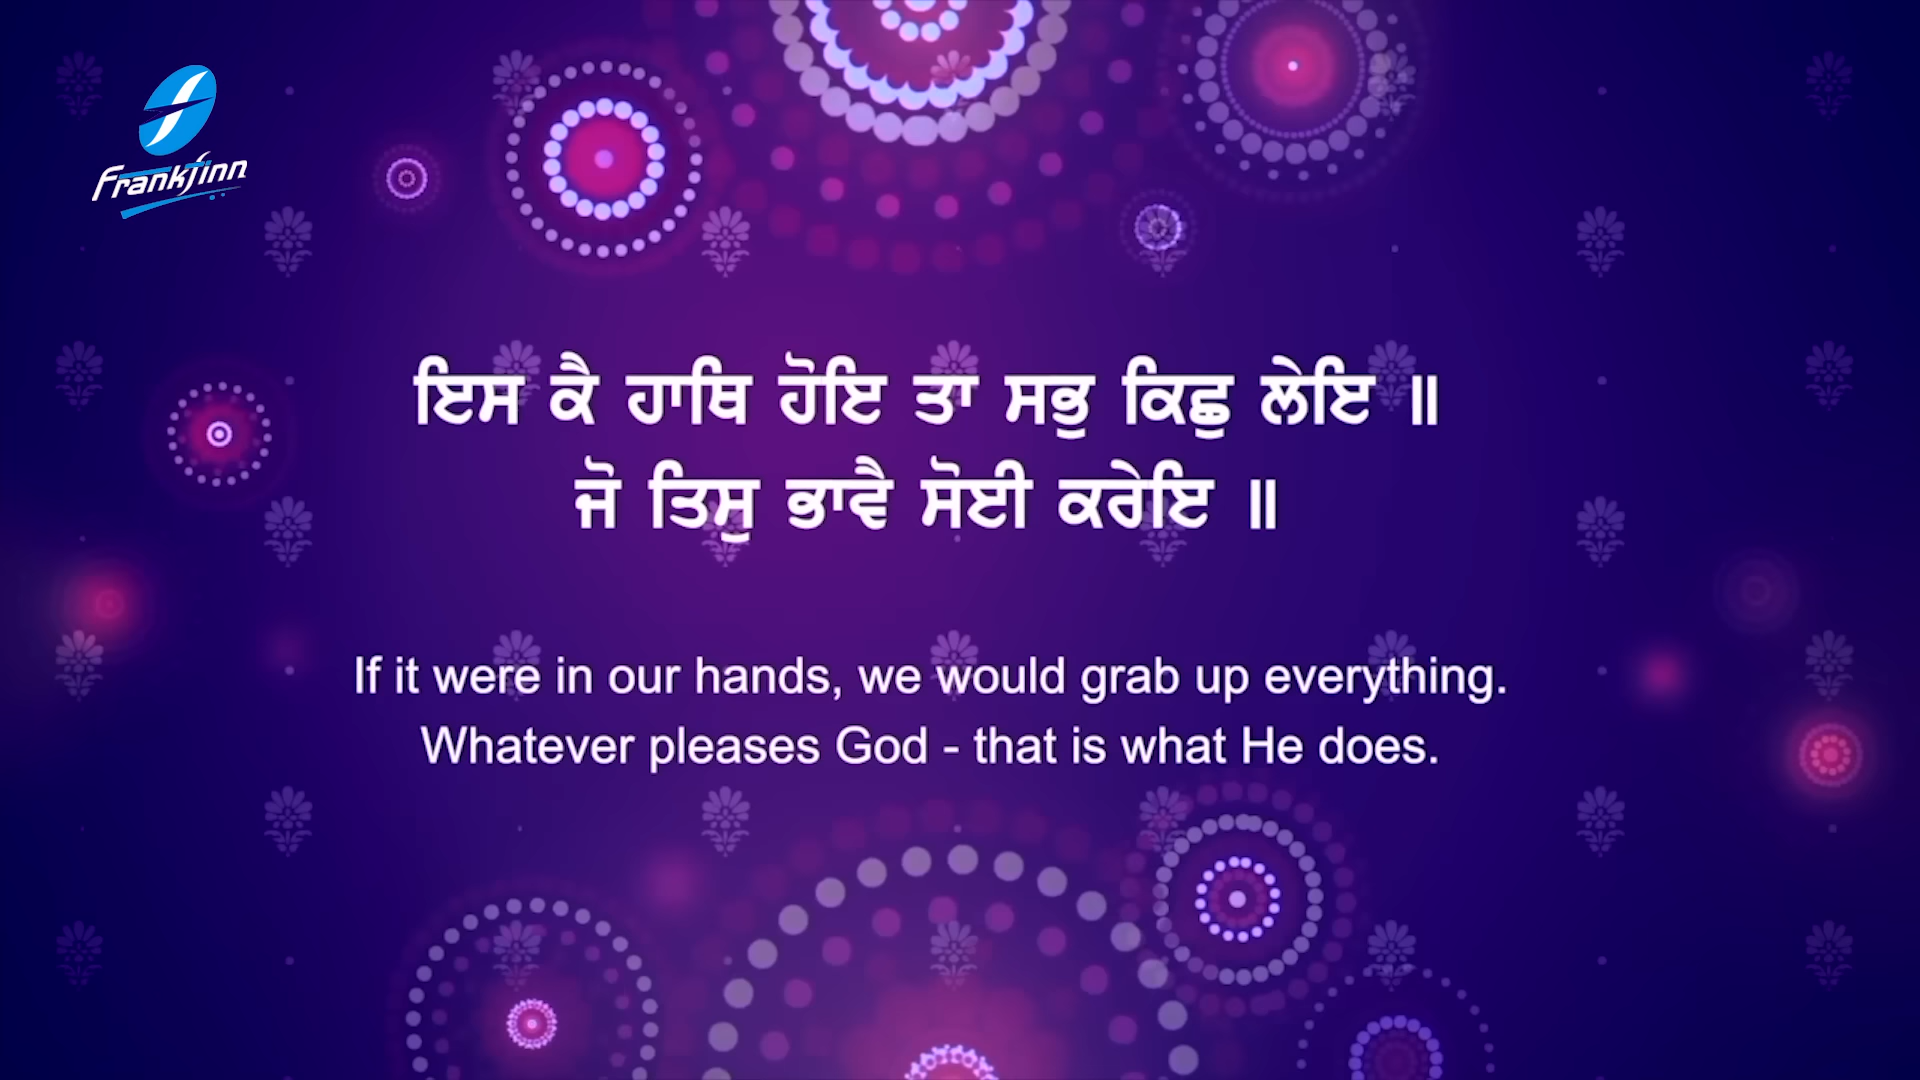 Frankfinn
ਇਸ ਕੈ ਹਾਥਿ ਹੋਇ ਤਾ ਸਭੁ ਕਿਛੁ ਲੇਇ ॥
ਜੋ ਤਿਸੁ ਭਾਵੈ ਸੋਈ ਕਰੇਇ ॥
If it were in our hands, we would grab up everything.
Whatever pleases God - that is what He does.